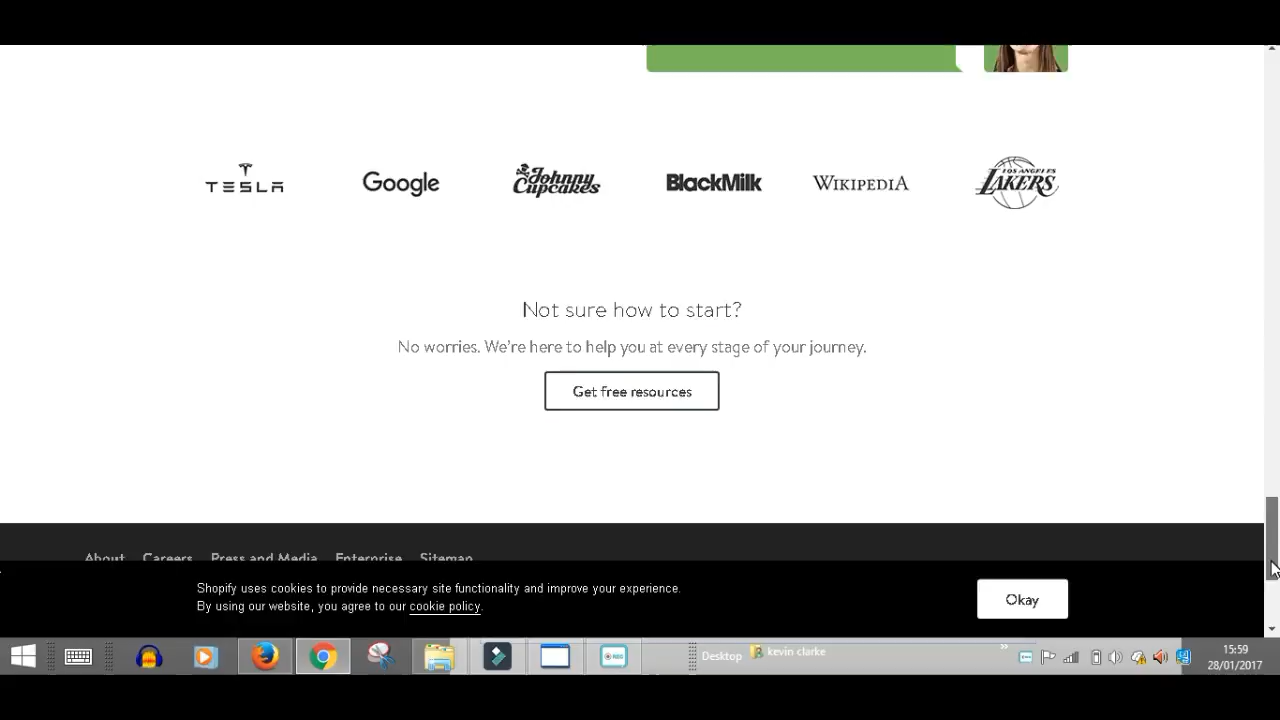 TESLA Google Johnny Cupcakes BlackMilk WIKIPEDIA LOS ANGELES LAKERS
Not sure how to start?
No worries. We're here to help you at every stage of your journey.
Get free resources
About Careers Press and Media Enterprise Sitemap
Shopify uses cookies to provide necessary site functionality and improve your experience.
By using our website, you agree to our cookie policy.
Okay
Desktop kevin clarke
15:59
28/01/2017